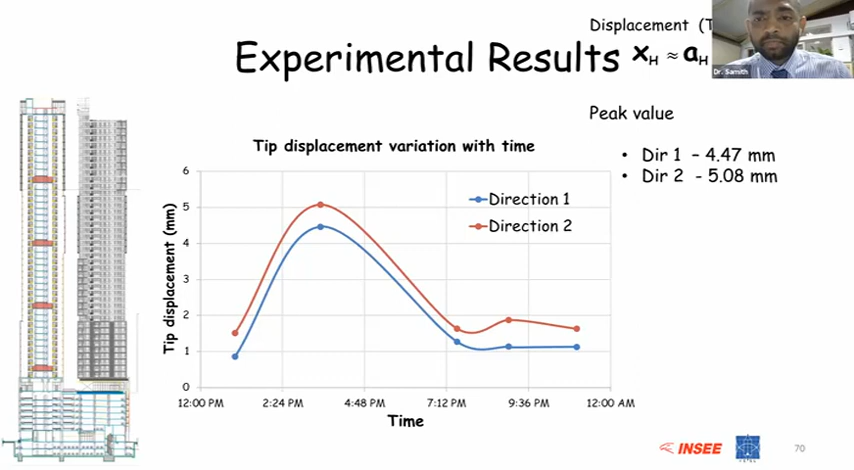 Displacement (T
Experimental Results
x_H ≈ a_H
Dr. Samith
Peak value
• Dir 1 – 4.47 mm
• Dir 2 - 5.08 mm
Tip displacement variation with time
Tip displacement (mm)
6
5
4
3
2
1
0
Direction 1
Direction 2
12:00 PM 2:24 PM 4:48 PM 7:12 PM 9:36 PM 12:00 AM
Time
INSEE
70